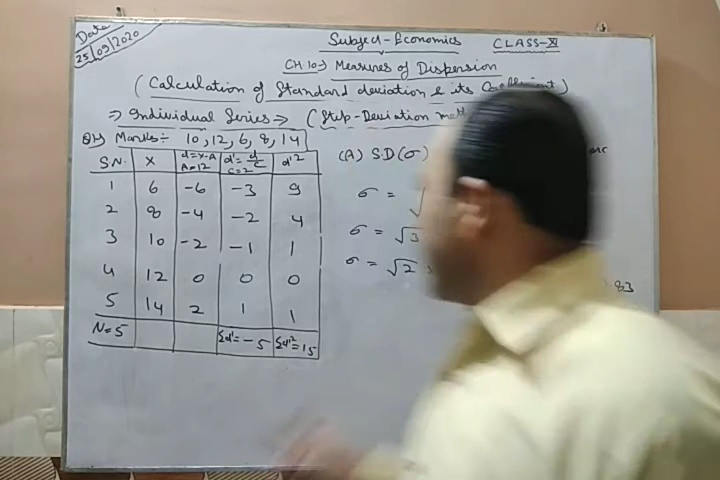 Date
25/09/2020
Subject-Economics CLASS-XI
CH.10:) Measures of Dispersion
(Calculation of Standard deviation & its Coefficient)
⇒ Individual Series ⇒ (Step-Deviation
Q1) Marks:- 10, 12, 6, 8, 14
S.N. X d=X-A A=12 d'=d/C C=2 d'²
1 6 -6 -3 9
2 8 -4 -2 4
3 10 -2 -1 1
4 12 0 0 0
5 14 2 1 1
N=5 Σd'=-5 Σd'²=15
(A) S.D(σ)
σ = √
σ = √3
σ = √2
.83